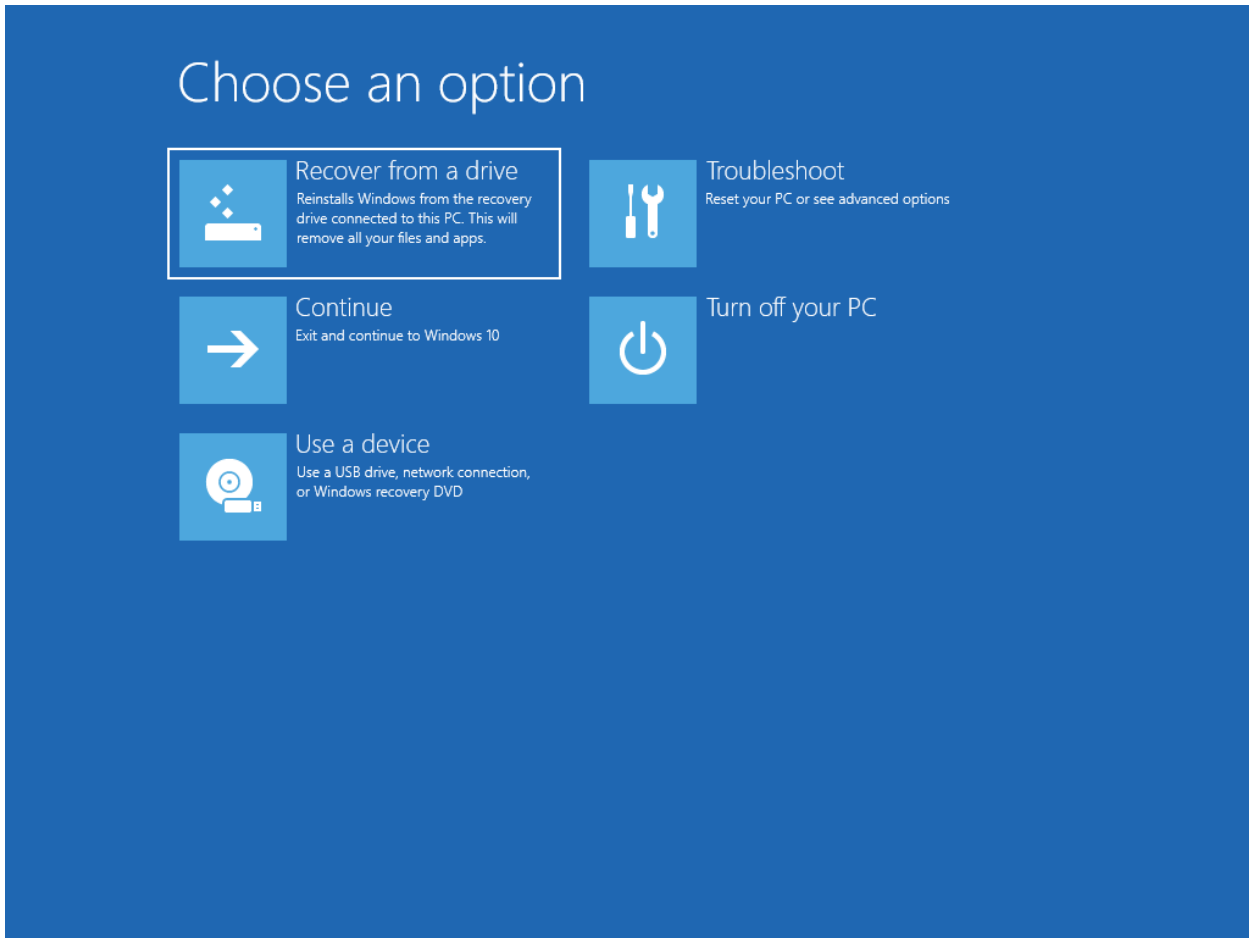 Choose an option
Recover from a drive
Reinstalls Windows from the recovery
drive connected to this PC. This will
remove all your files and apps.
Troubleshoot
Reset your PC or see advanced options
Continue
Exit and continue to Windows 10
Turn off your PC
Use a device
Use a USB drive, network connection,
or Windows recovery DVD